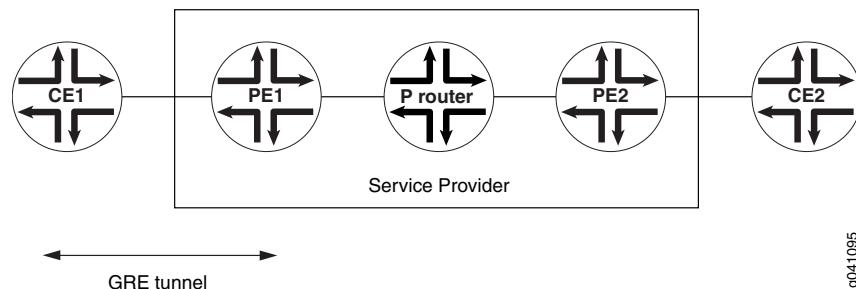 CE1
PE1
P router
PE2
CE2
Service Provider
GRE tunnel
g041095